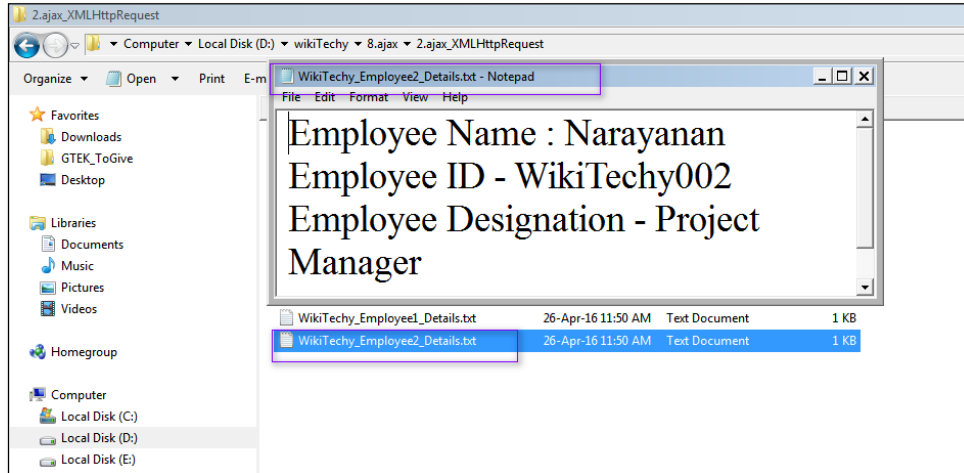 2.ajax_XMLHttpRequest
Computer Local Disk (D:) wikiTechy 8.ajax 2.ajax_XMLHttpRequest
Organize Open Print E-m
WikiTechy_Employee2_Details.txt - Notepad
File Edit Format View Help
Employee Name : Narayanan
Employee ID - WikiTechy002
Employee Designation - Project
Manager
Favorites
Downloads
GTEK_ToGive
Desktop
Libraries
Documents
Music
Pictures
Videos
Homegroup
Computer
Local Disk (C:)
Local Disk (D:)
Local Disk (E:)
WikiTechy_Employee1_Details.txt 26-Apr-16 11:50 AM Text Document 1 KB
WikiTechy_Employee2_Details.txt 26-Apr-16 11:50 AM Text Document 1 KB